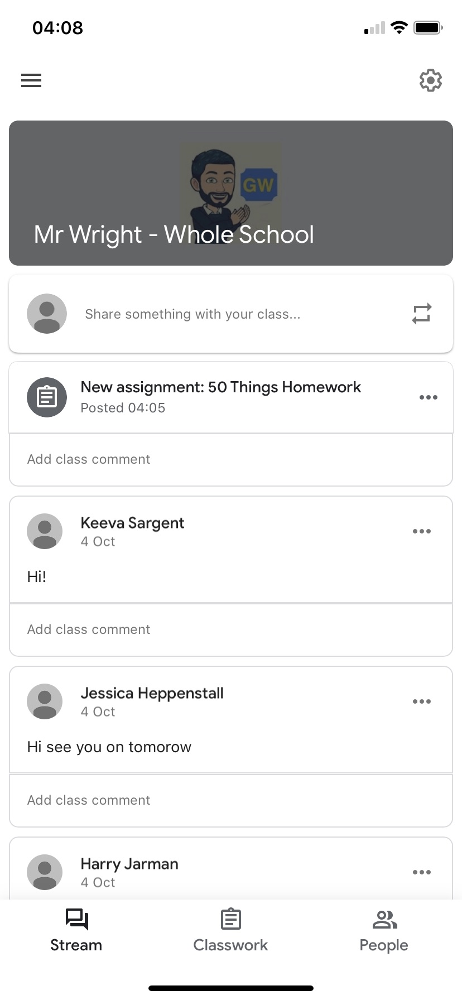 04:08
GW
Mr Wright - Whole School
Share something with your class...
New assignment: 50 Things Homework
Posted 04:05
Add class comment
Keeva Sargent
4 Oct
Hi!
Add class comment
Jessica Heppenstall
4 Oct
Hi see you on tomorow
Add class comment
Harry Jarman
4 Oct
Stream
Classwork
People